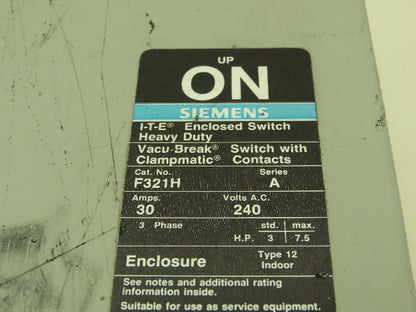 UP
ON
SIEMENS
I-T-E® Enclosed Switch
Heavy Duty
Vacu-Break® Switch with
Clampmatic® Contacts
Cat. No. Series
F321H A
Amps. Volts A.C.
30 240
3 Phase std. max.
H.P. 3 7.5
Enclosure Type 12
Indoor
See notes and additional rating
information inside.
Suitable for use as service equipment.